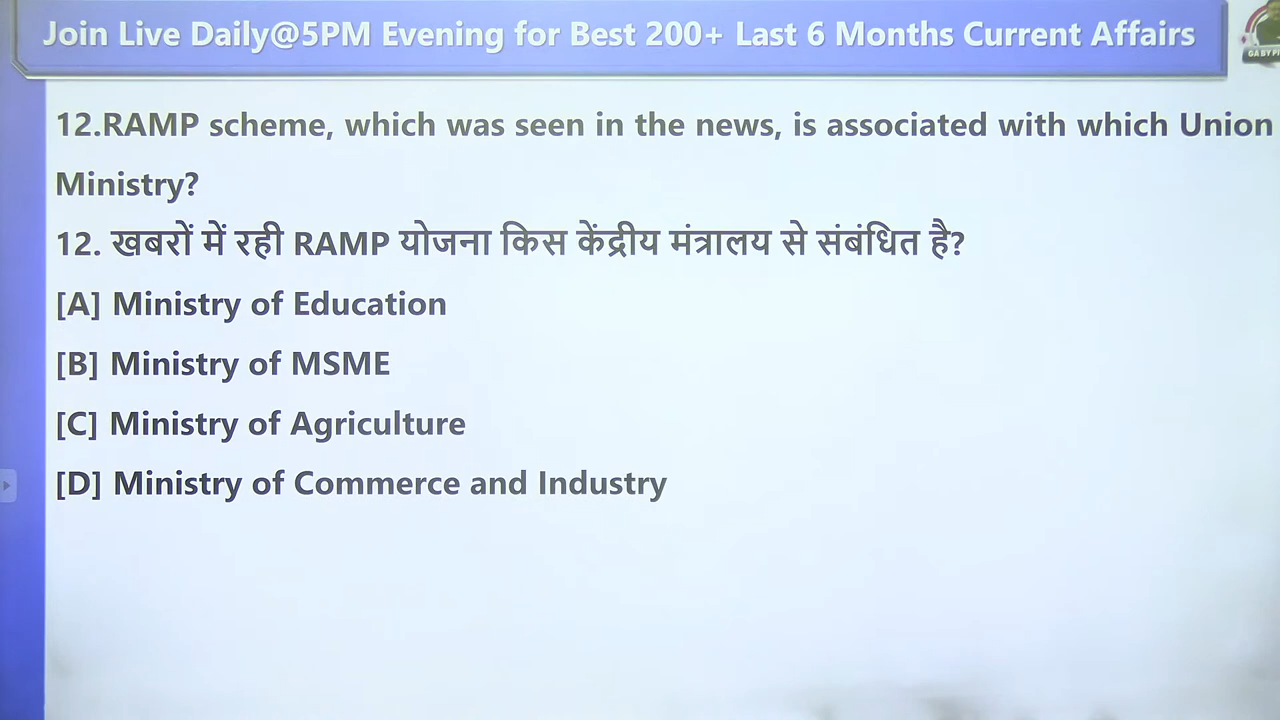 Join Live Daily@5PM Evening for Best 200+ Last 6 Months Current Affairs
12.RAMP scheme, which was seen in the news, is associated with which Union
Ministry?
12. खबरों में रही RAMP योजना किस केंद्रीय मंत्रालय से संबंधित है?
[A] Ministry of Education
[B] Ministry of MSME
[C] Ministry of Agriculture
[D] Ministry of Commerce and Industry